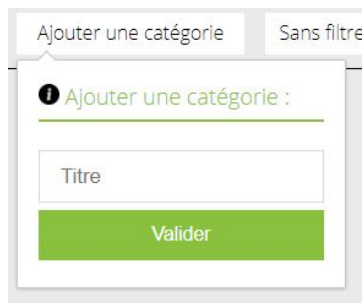 Ajouter une catégorie Sans filtre
Ajouter une catégorie :
Titre
Valider